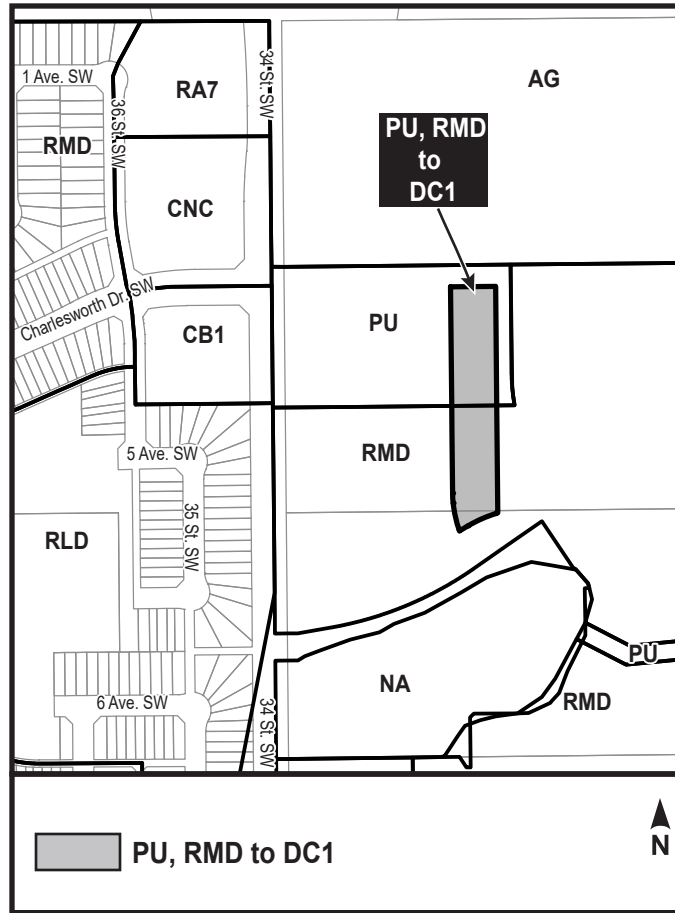 1 Ave. SW
36 St. SW
34 St. SW
RA7
AG
RMD
PU, RMD
to
DC1
CNC
Charlesworth Dr. SW
CB1
PU
5 Ave. SW
RMD
35 St. SW
RLD
PU
NA
RMD
6 Ave. SW
34 St. SW
PU, RMD to DC1
N